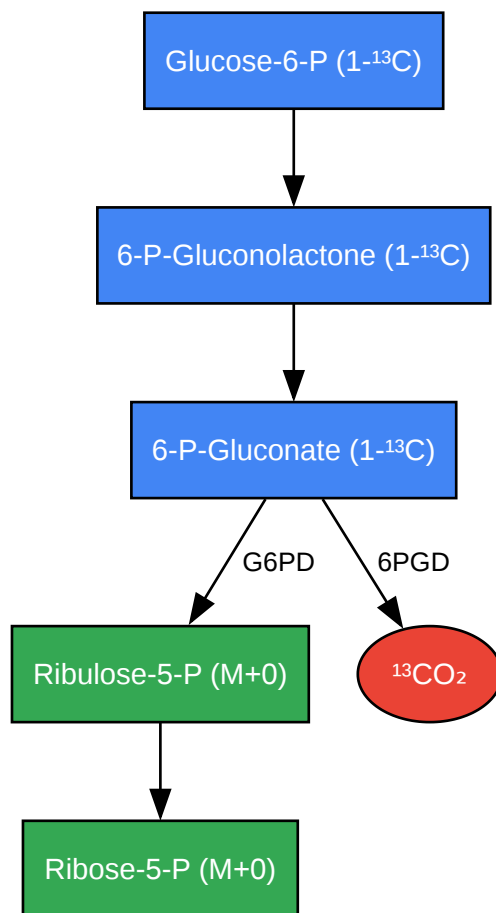 Glucose-6-P (1-¹³C)
6-P-Gluconolactone (1-¹³C)
6-P-Gluconate (1-¹³C)
G6PD
6PGD
Ribulose-5-P (M+0)
¹³CO₂
Ribose-5-P (M+0)